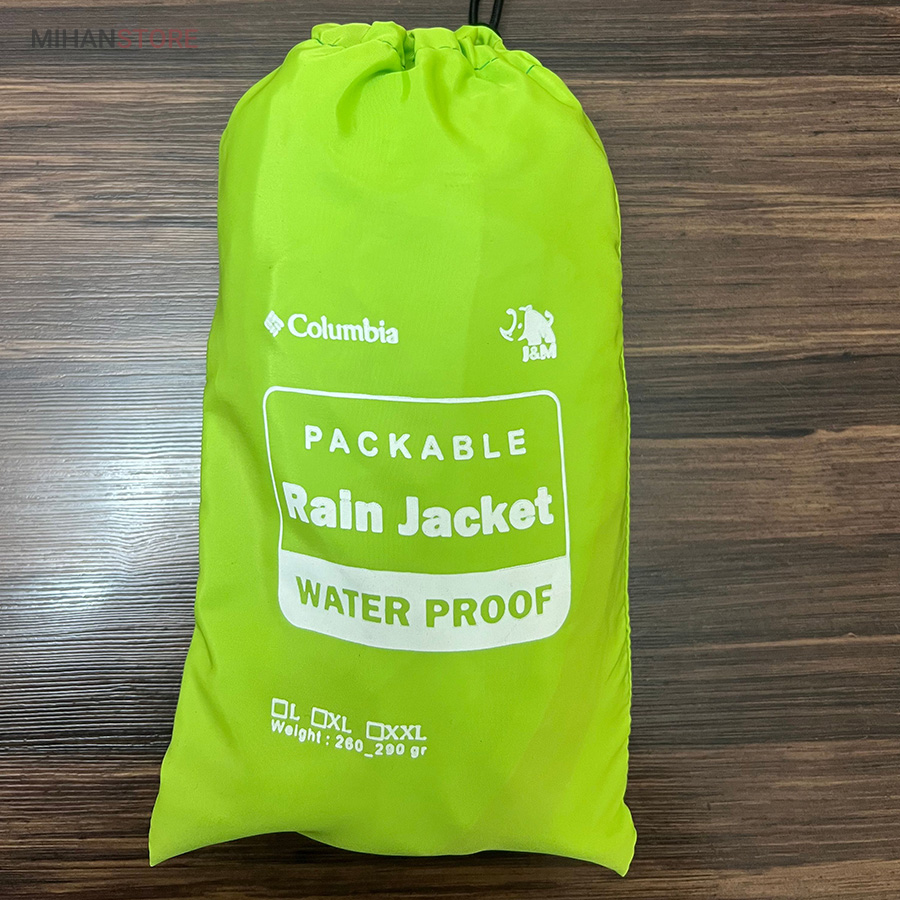 MIHANSTORE
Columbia
J&M
PACKABLE
Rain Jacket
WATER PROOF
L XL XXL
Weight : 260_290 gr